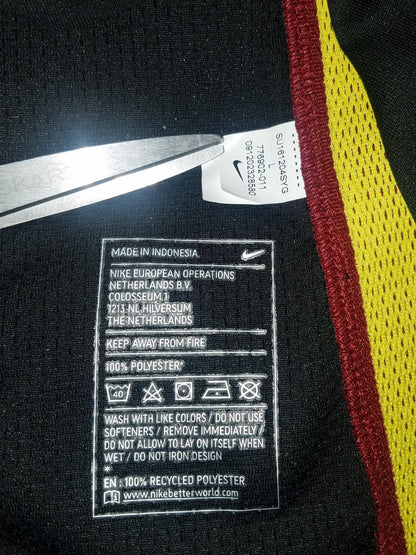 SU161204SYG
L
776902-011
091202328580
MADE IN INDONESIA
NIKE EUROPEAN OPERATIONS
NETHERLANDS B.V.
COLOSSEUM 1
1213 NL HILVERSUM
THE NETHERLANDS
KEEP AWAY FROM FIRE
100% POLYESTER*
40
WASH WITH LIKE COLORS / DO NOT USE
SOFTENERS / REMOVE IMMEDIATELY /
DO NOT ALLOW TO LAY ON ITSELF WHEN
WET / DO NOT IRON DESIGN
*
EN : 100% RECYCLED POLYESTER
www.nikebetterworld.com